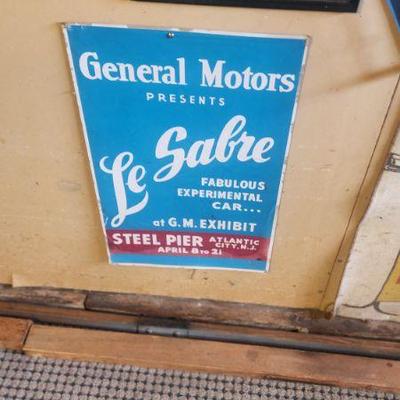 General Motors
PRESENTS
Le Sabre
FABULOUS
EXPERIMENTAL
CAR...
at G.M. EXHIBIT
STEEL PIER ATLANTIC CITY, N.J.
APRIL 8 TO 21